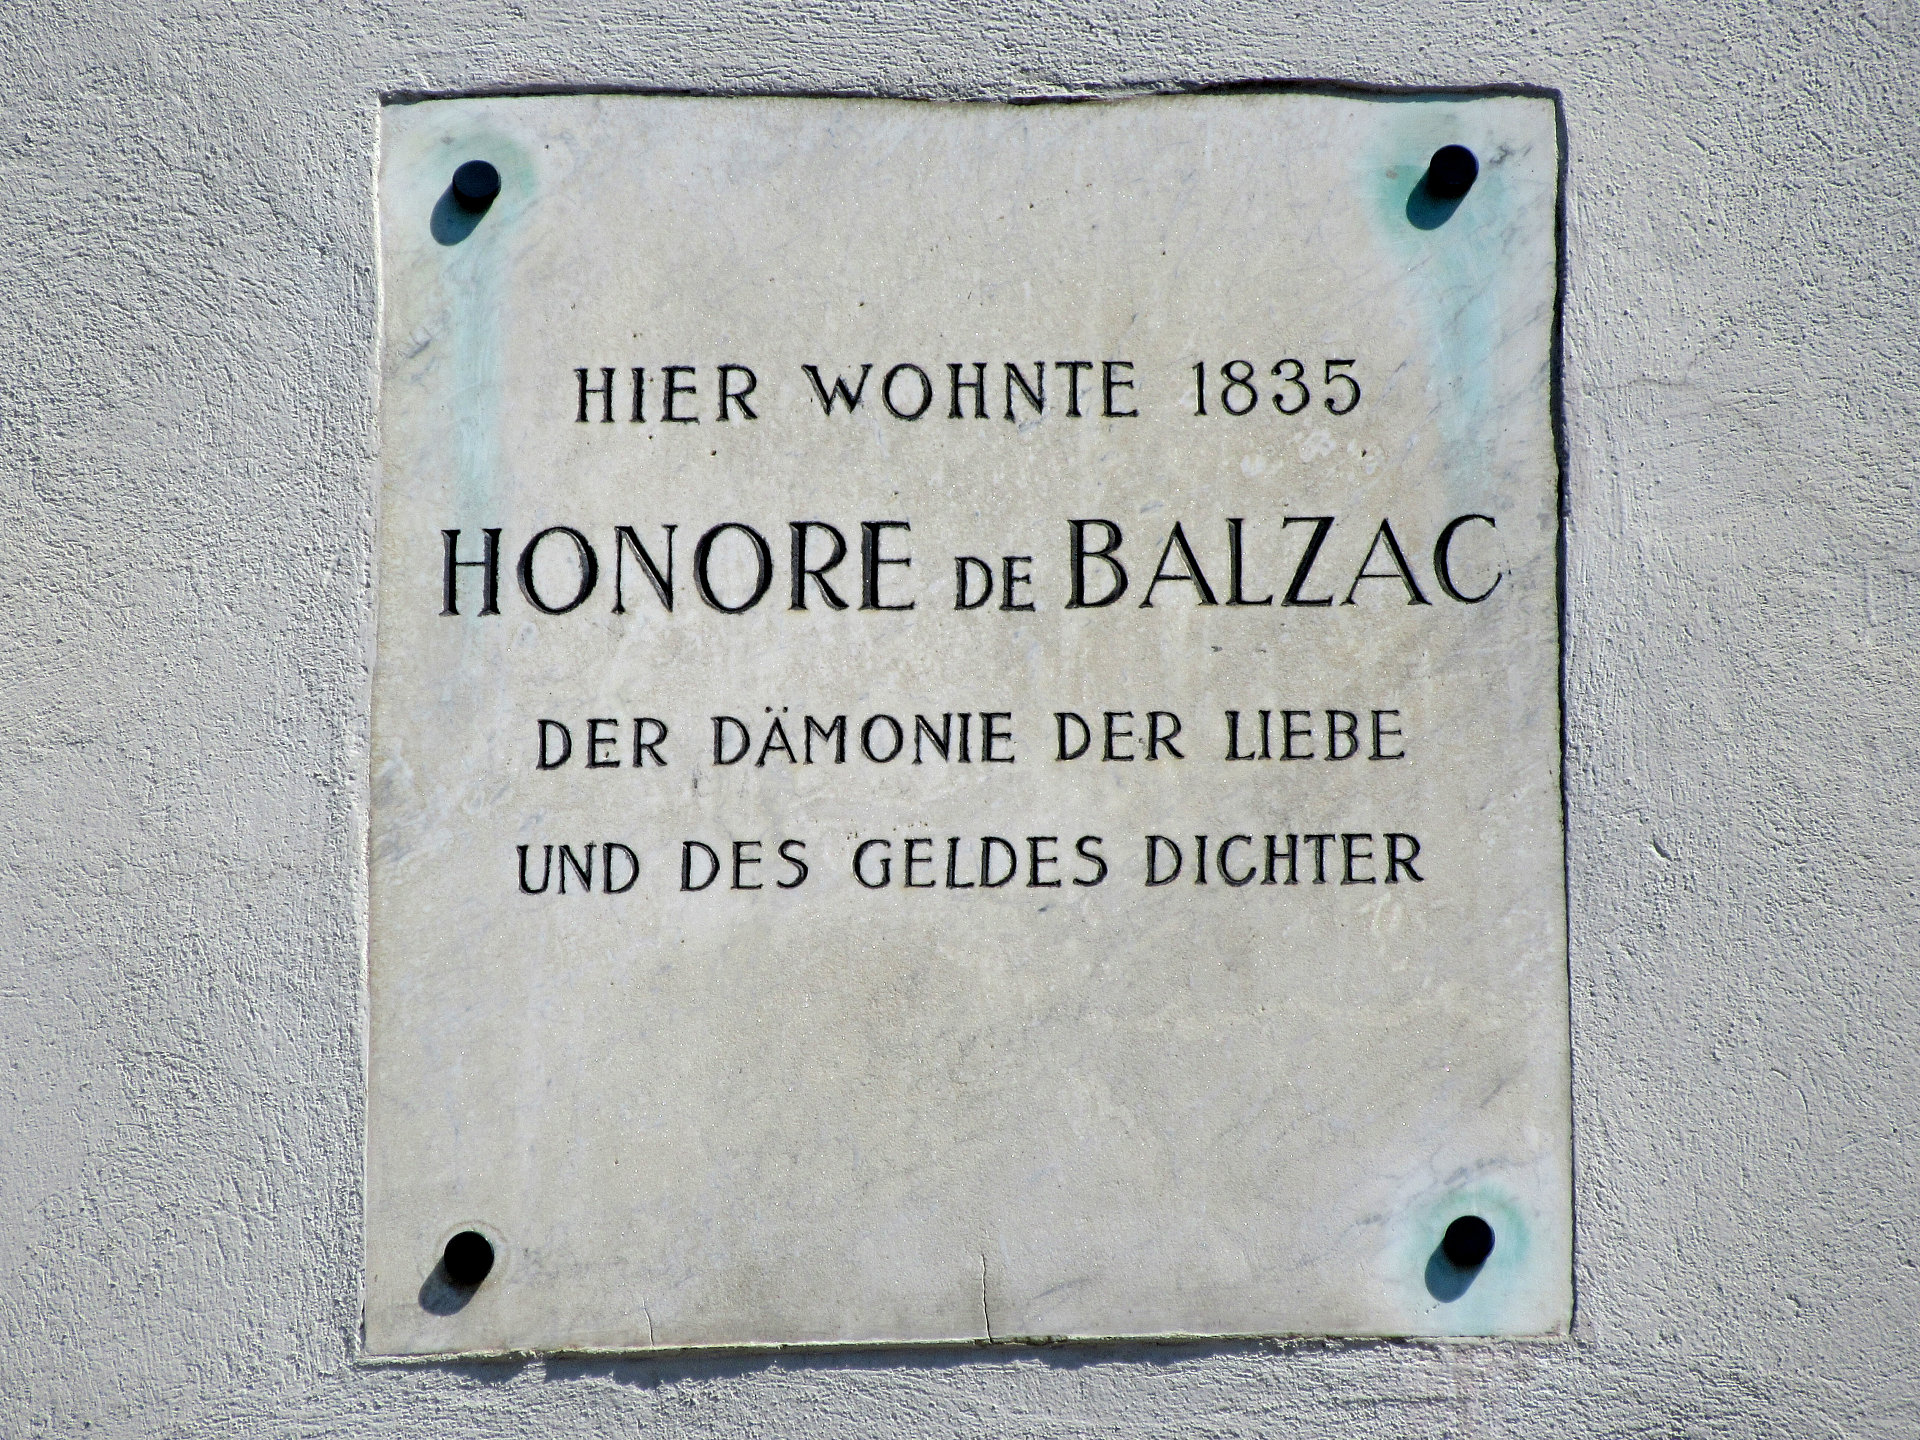 HIER WOHNTE 1835
HONORE DE BALZAC
DER DÄMONIE DER LIEBE
UND DES GELDES DICHTER